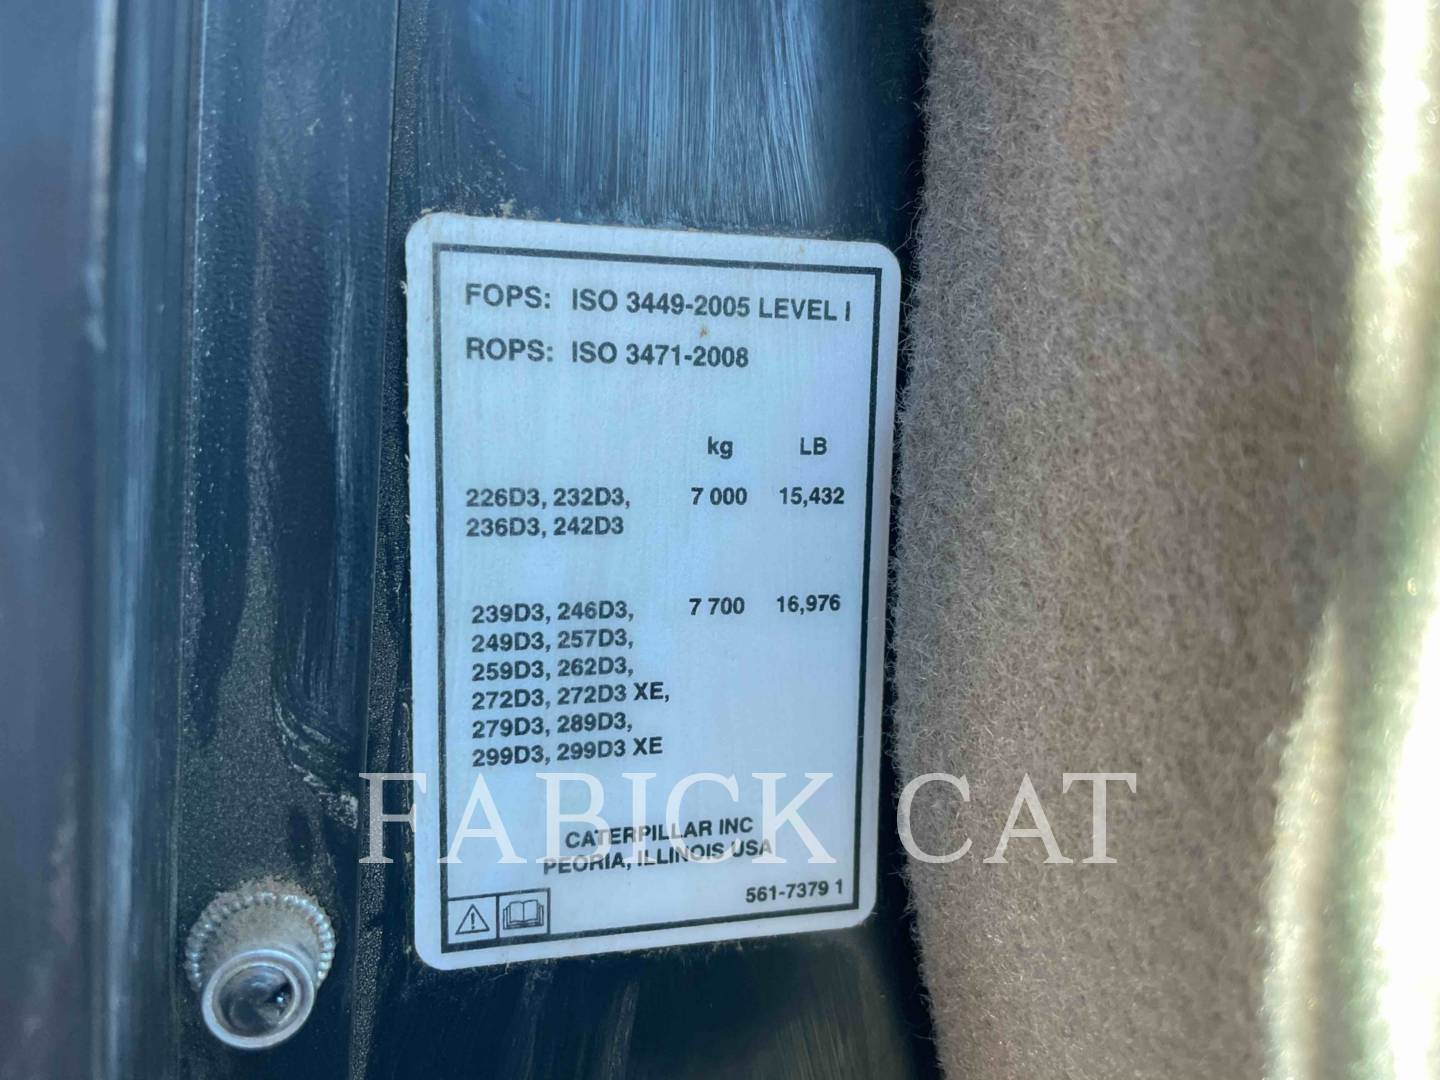 FOPS: ISO 3449-2005 LEVEL I
ROPS: ISO 3471-2008
kg LB
226D3, 232D3, 7 000 15,432
236D3, 242D3
239D3, 246D3, 7 700 16,976
249D3, 257D3,
259D3, 262D3,
272D3, 272D3 XE,
279D3, 289D3,
299D3, 299D3 XE
FABICK CAT
CATERPILLAR INC
PEORIA, ILLINOIS USA
561-7379 1